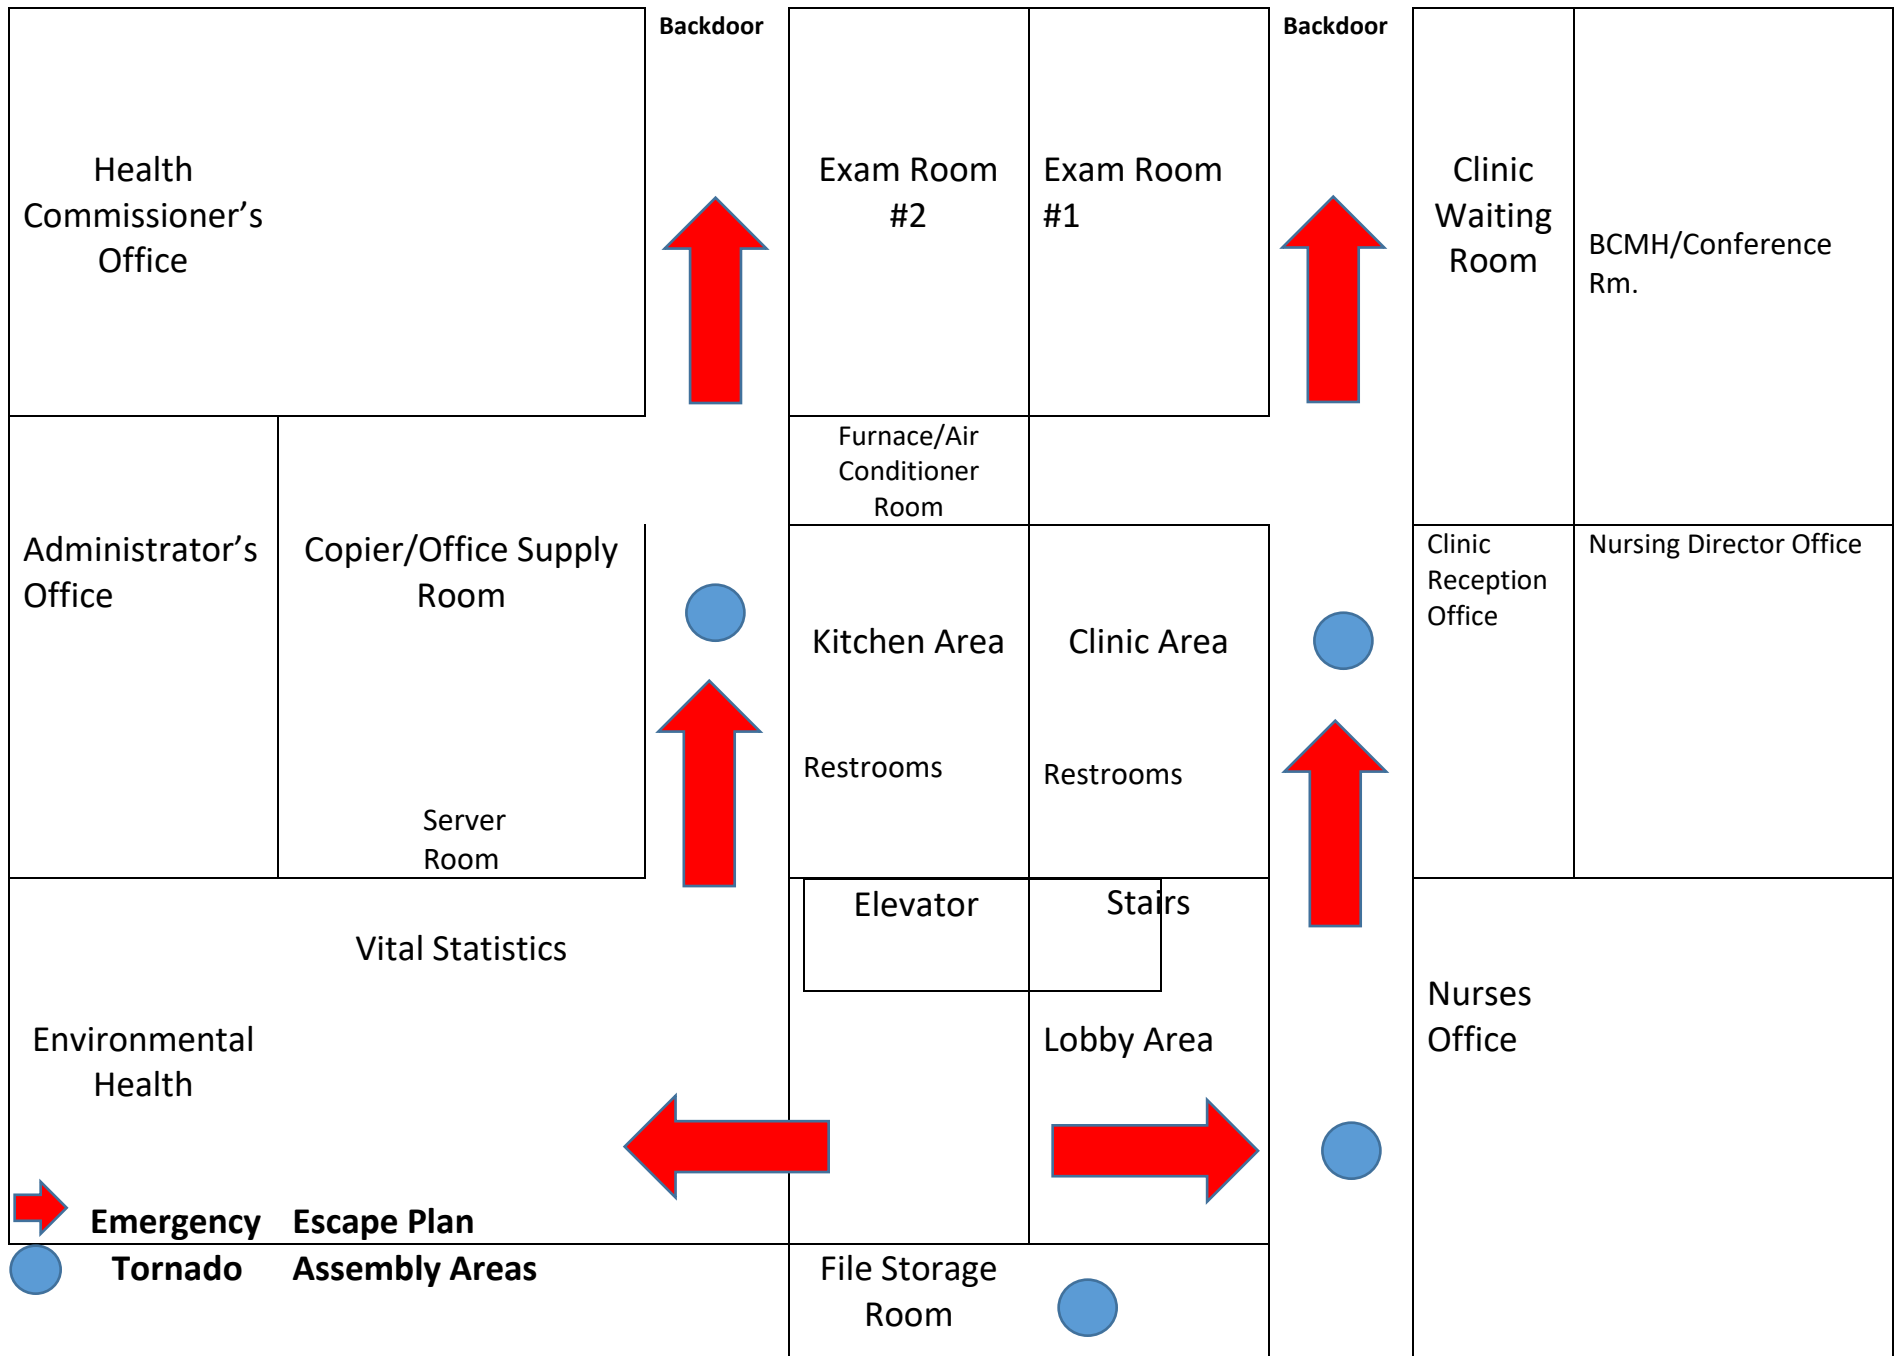 Backdoor
Backdoor
Health
Commissioner’s
Office
Exam Room
#2
Exam Room
#1
Clinic
Waiting
Room
BCMH/Conference
Rm.
Furnace/Air
Conditioner
Room
Administrator’s
Office
Copier/Office Supply
Room
Server
Room
Kitchen Area
Restrooms
Clinic Area
Restrooms
Clinic
Reception
Office
Nursing Director Office
Vital Statistics
Environmental
Health
Elevator
Stairs
Lobby Area
Nurses
Office
Emergency Escape Plan
Tornado Assembly Areas
File Storage
Room